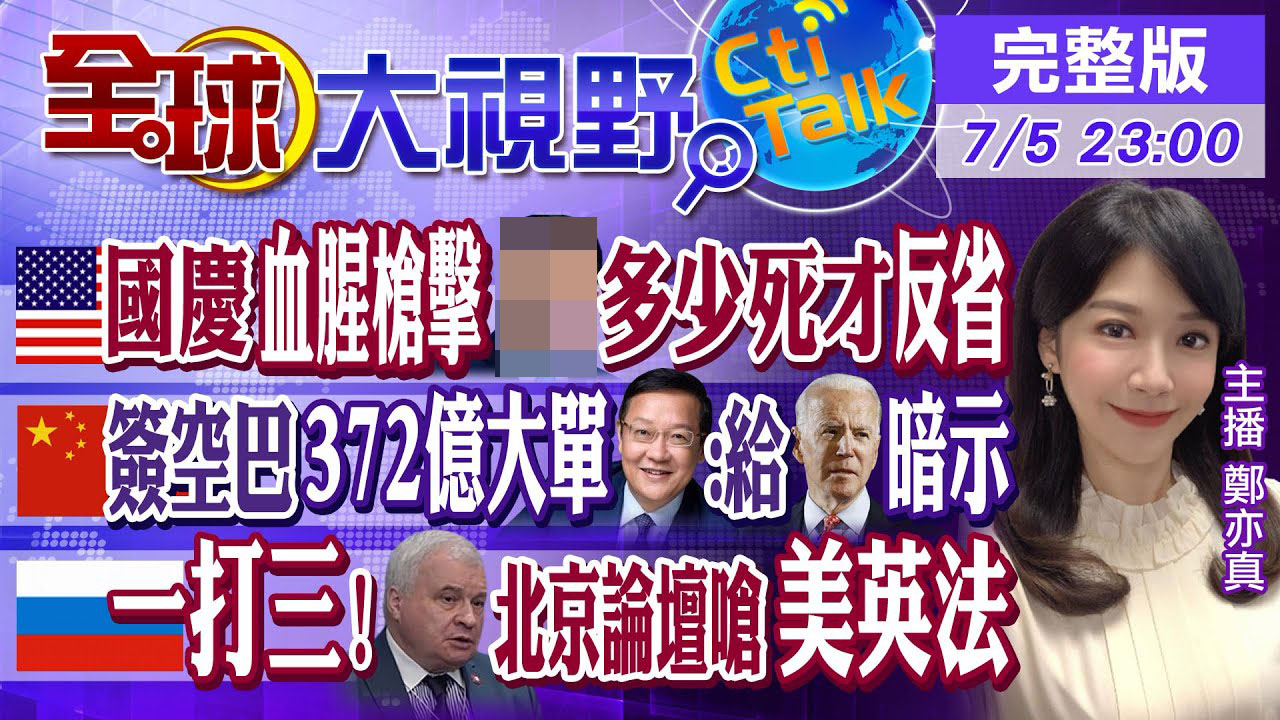 全球大視野
Cti Talk
完整版
7/5 23:00
國慶血腥槍擊 多少死才反省
簽空巴372億大單 :給 暗示
一打三! 北京論壇嗆美英法
主播 鄭亦真